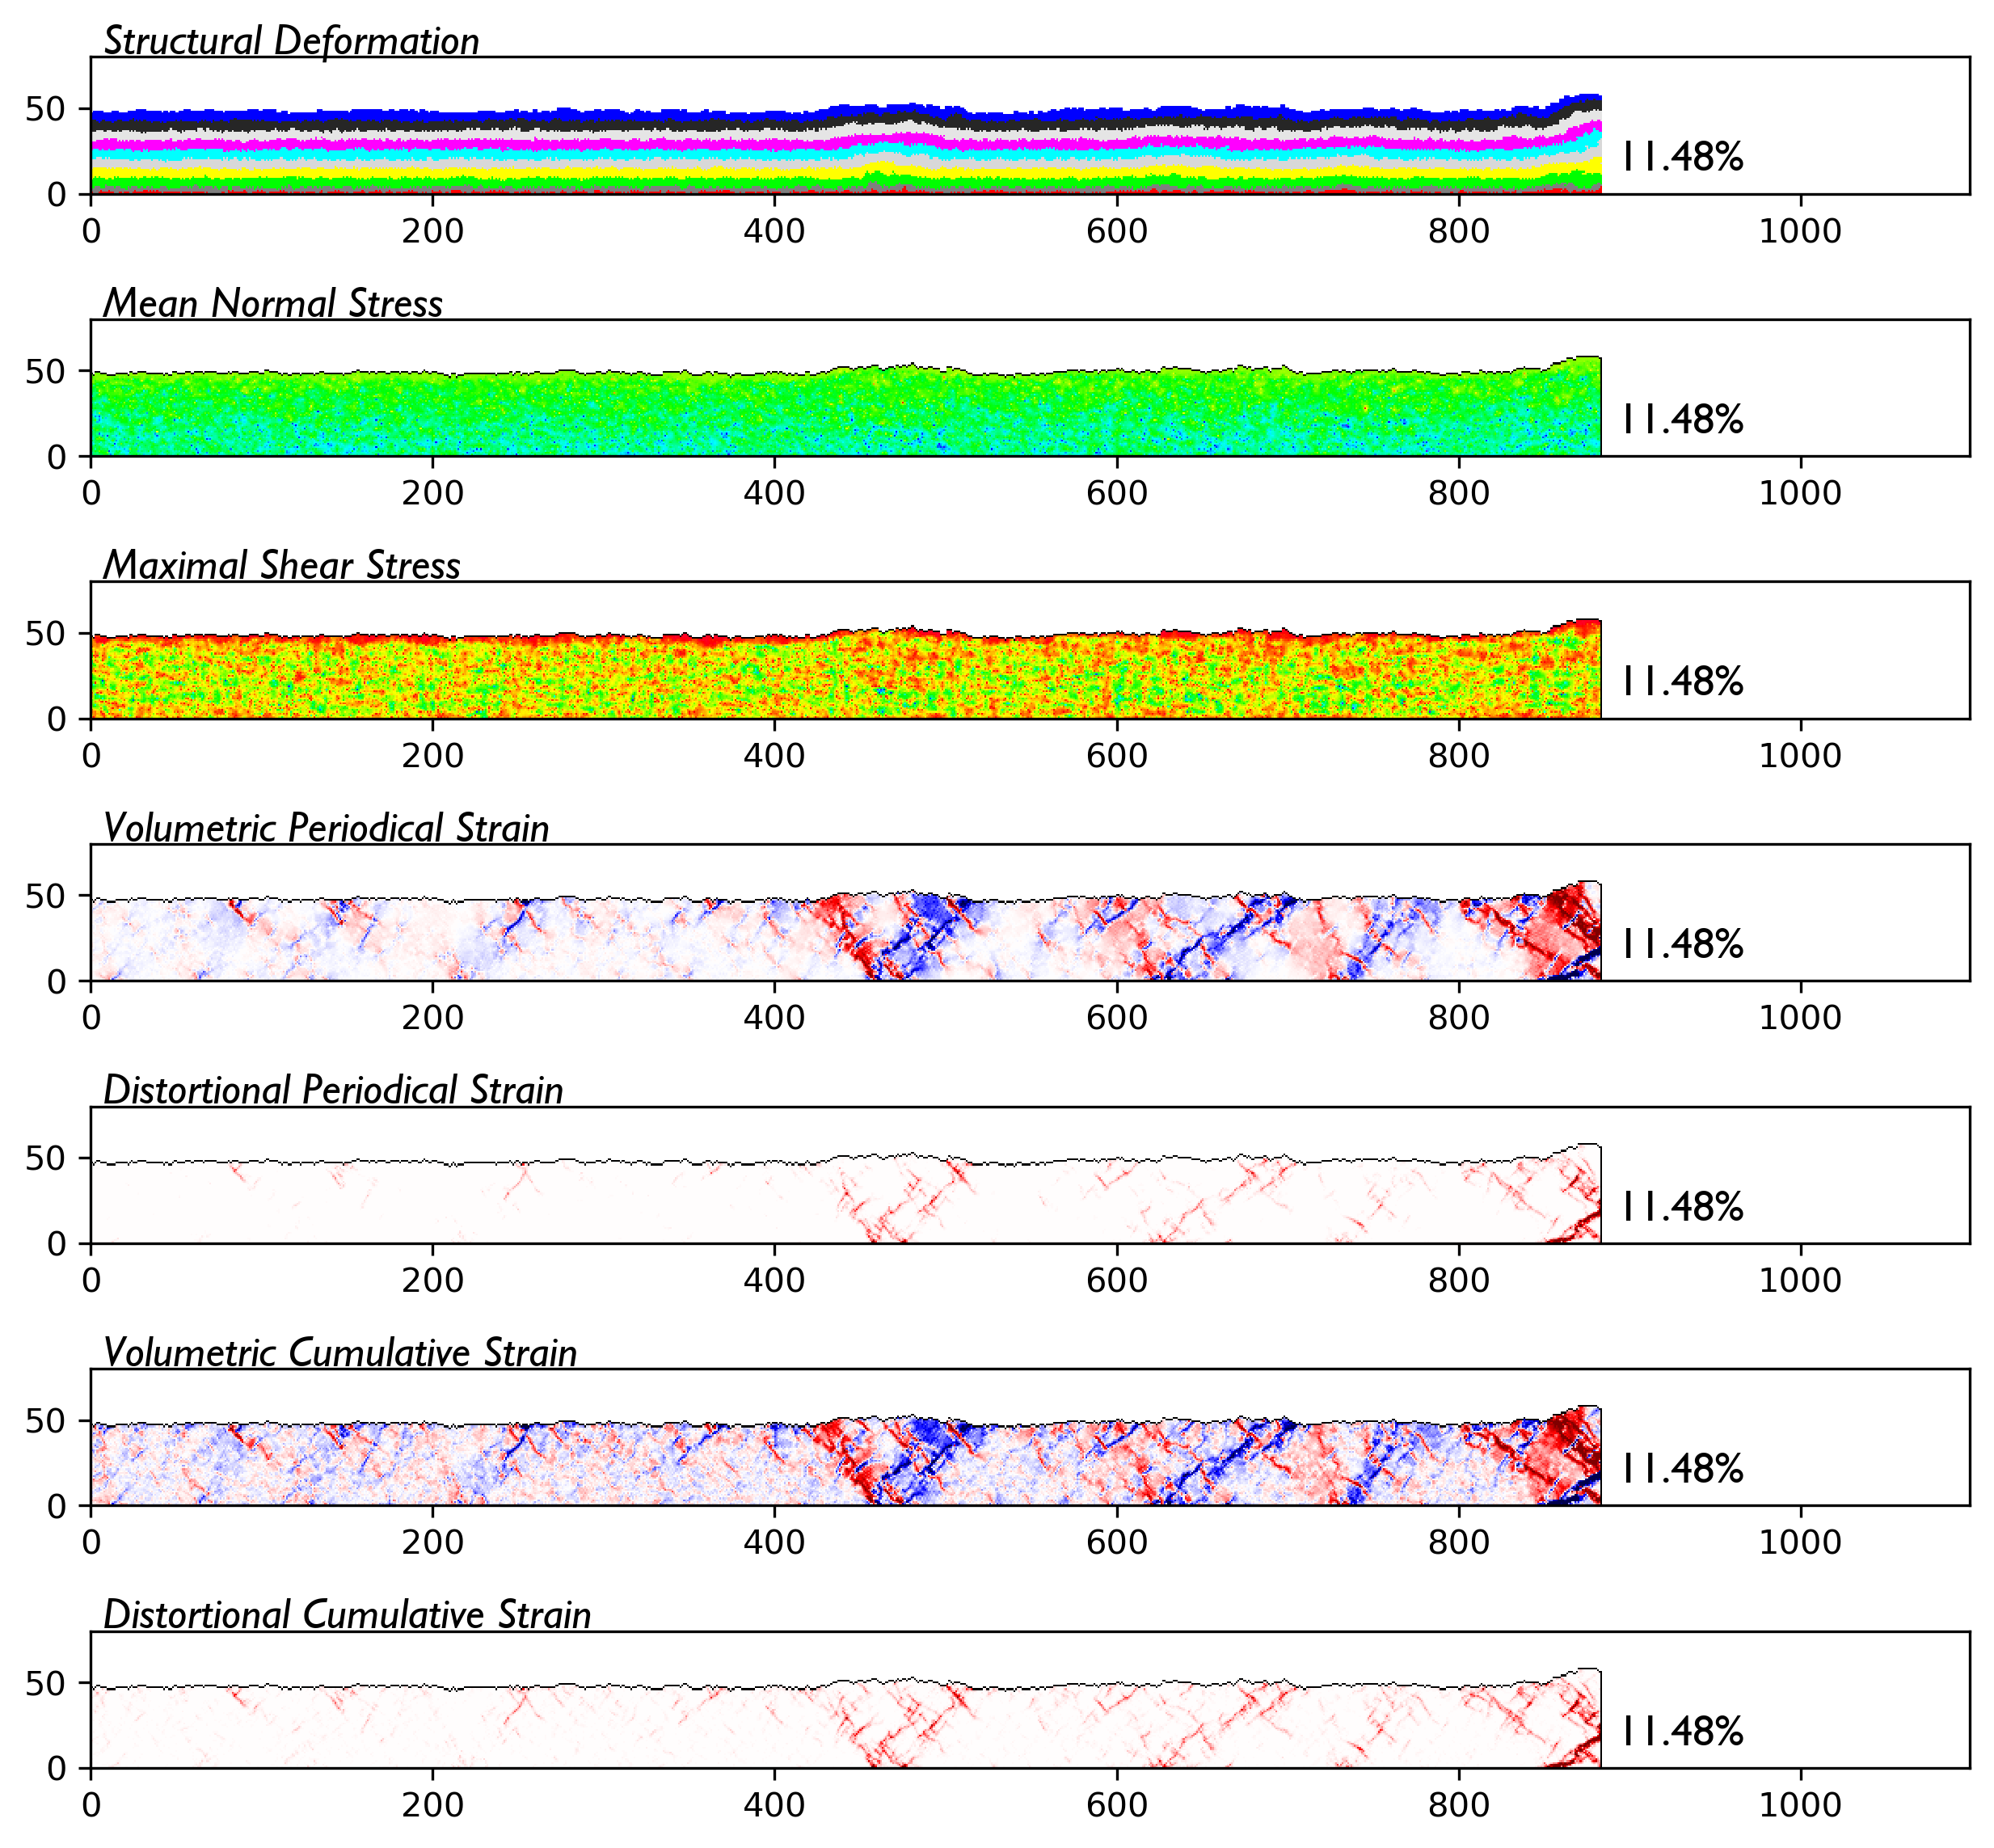 Structural Deformation
50
11.48%
0
0 200 400 600 800 1000
Mean Normal Stress
50
11.48%
0
0 200 400 600 800 1000
Maximal Shear Stress
50
11.48%
0
0 200 400 600 800 1000
Volumetric Periodical Strain
50
11.48%
0
0 200 400 600 800 1000
Distortional Periodical Strain
50
11.48%
0
0 200 400 600 800 1000
Volumetric Cumulative Strain
50
11.48%
0
0 200 400 600 800 1000
Distortional Cumulative Strain
50
11.48%
0
0 200 400 600 800 1000